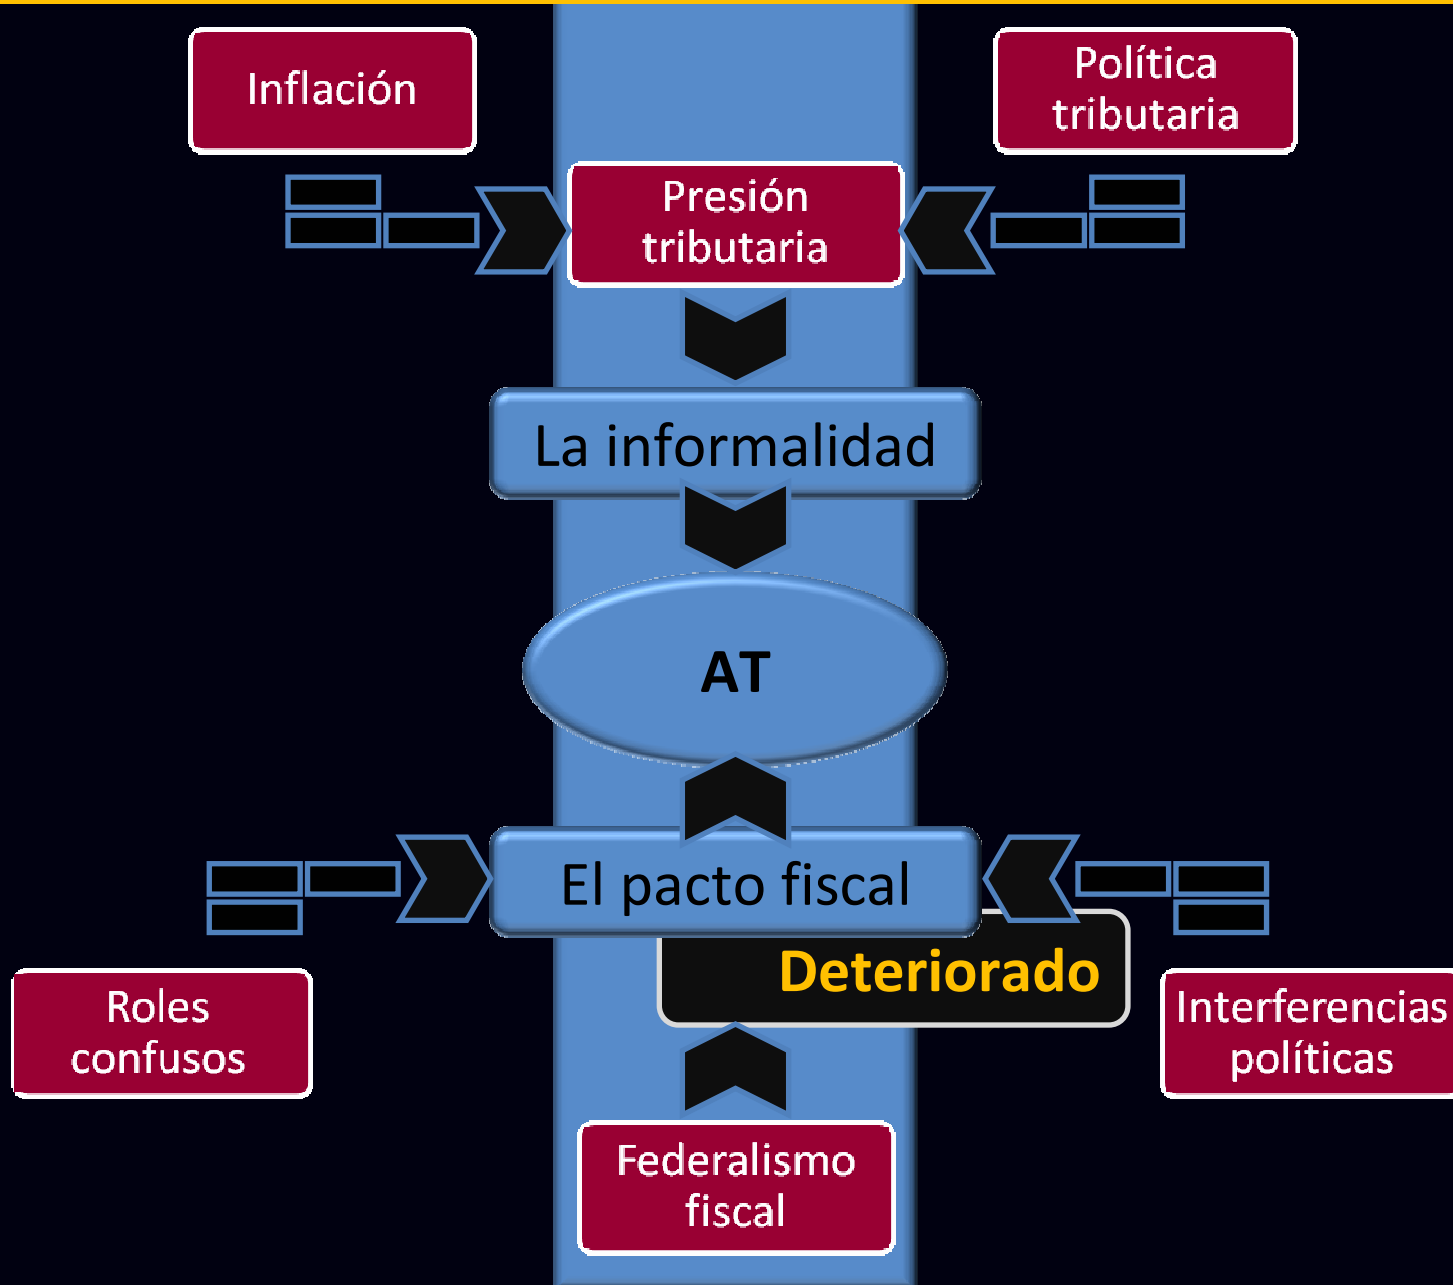 Inflación
Política
tributaria
Presión
tributaria
La informalidad
AT
El pacto fiscal
Deteriorado
Roles
confusos
Interferencias
políticas
Federalismo
fiscal